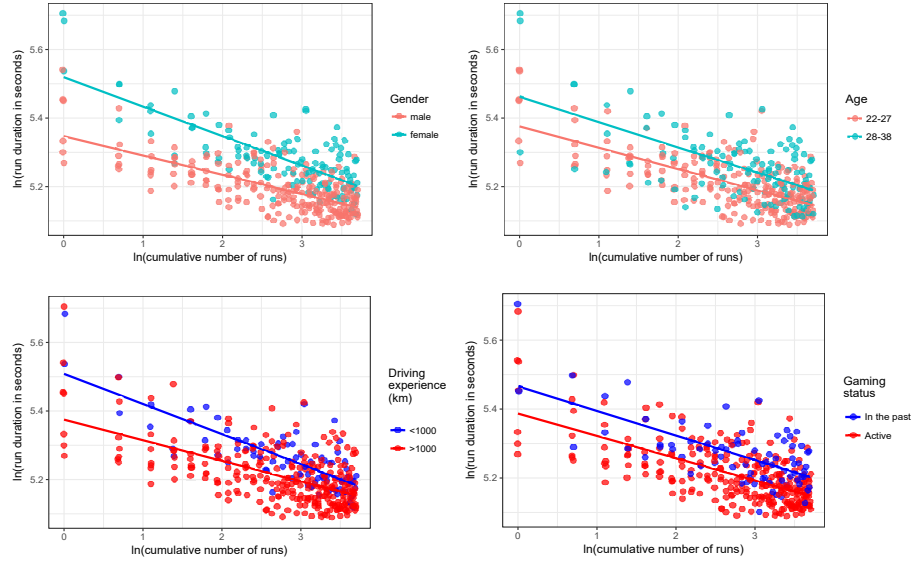 5.6
5.4
5.2
ln(run duration in seconds)
0 1 2 3
ln(cumulative number of runs)
Gender
male
female
5.6
5.4
5.2
ln(run duration in seconds)
0 1 2 3
ln(cumulative number of runs)
Age
22-27
28-38
5.6
5.4
5.2
ln(run duration in seconds)
0 1 2 3
ln(cumulative number of runs)
Driving
experience
(km)
<1000
>1000
5.6
5.4
5.2
ln(run duration in seconds)
0 1 2 3
ln(cumulative number of runs)
Gaming
status
In the past
Active